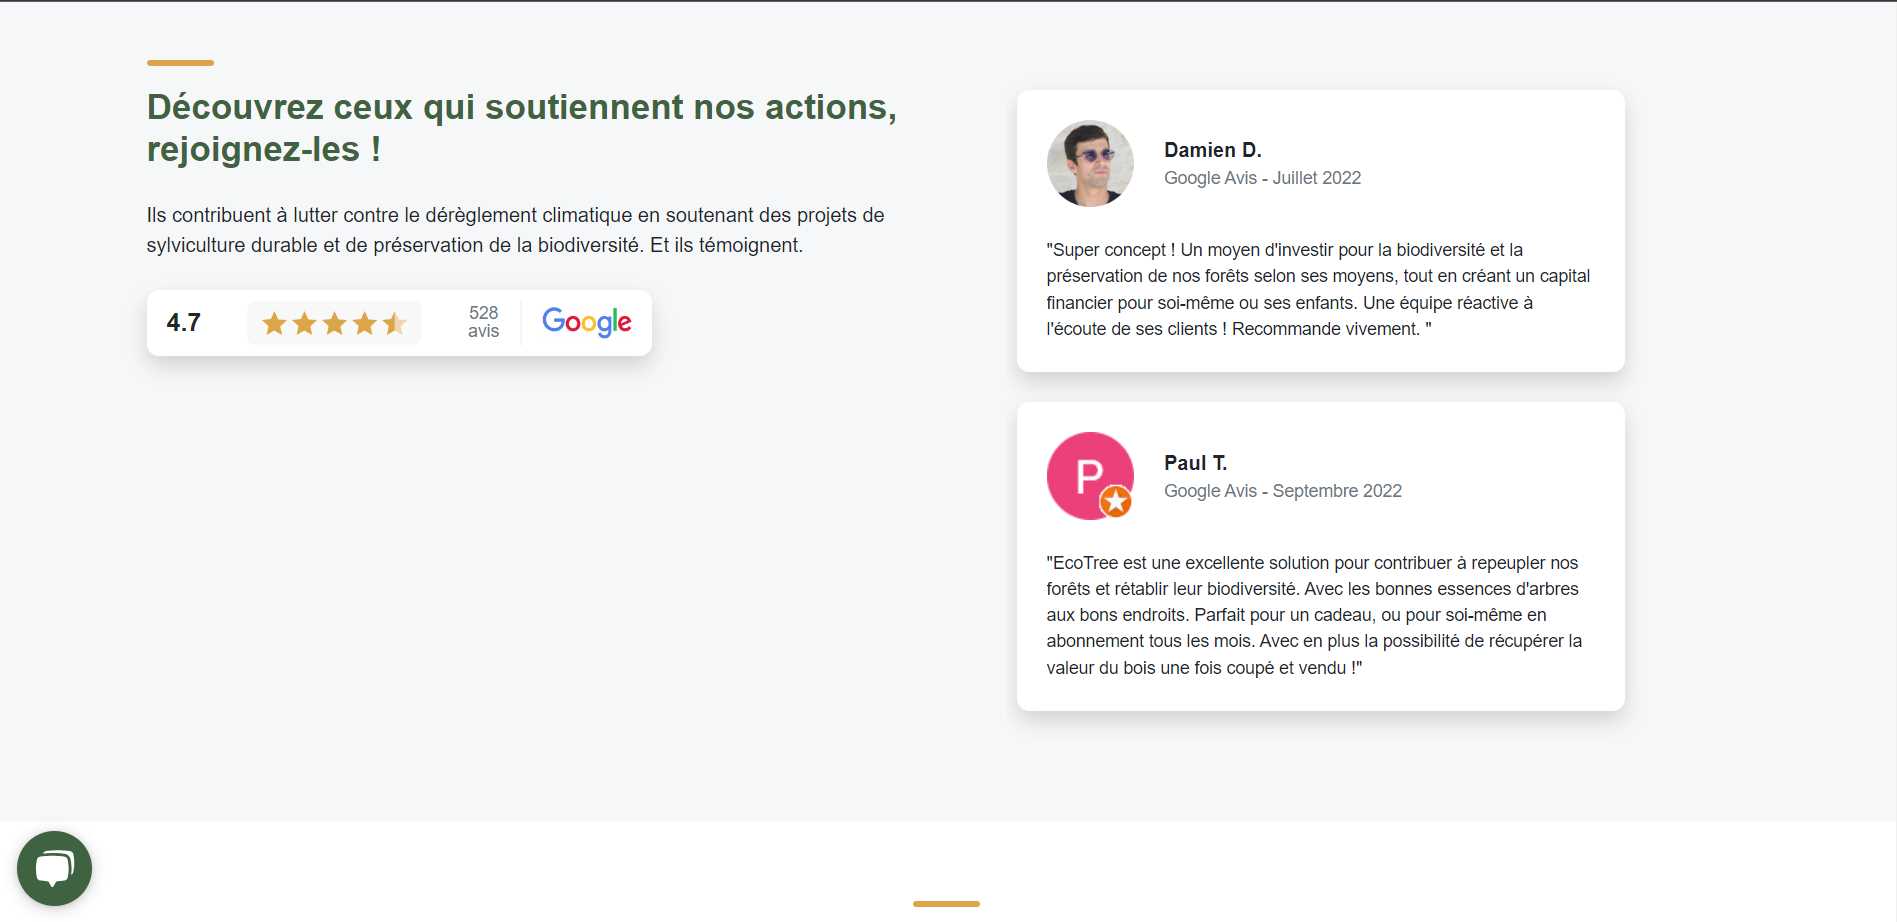 Découvrez ceux qui soutiennent nos actions,
rejoignez-les !
Ils contribuent à lutter contre le dérèglement climatique en soutenant des projets de
sylviculture durable et de préservation de la biodiversité. Et ils témoignent.
4.7
528
avis
Google
Damien D.
Google Avis - Juillet 2022
"Super concept ! Un moyen d'investir pour la biodiversité et la
préservation de nos forêts selon ses moyens, tout en créant un capital
financier pour soi-même ou ses enfants. Une équipe réactive à
l'écoute de ses clients ! Recommande vivement. "
P
Paul T.
Google Avis - Septembre 2022
"EcoTree est une excellente solution pour contribuer à repeupler nos
forêts et rétablir leur biodiversité. Avec les bonnes essences d'arbres
aux bons endroits. Parfait pour un cadeau, ou pour soi-même en
abonnement tous les mois. Avec en plus la possibilité de récupérer la
valeur du bois une fois coupé et vendu !"